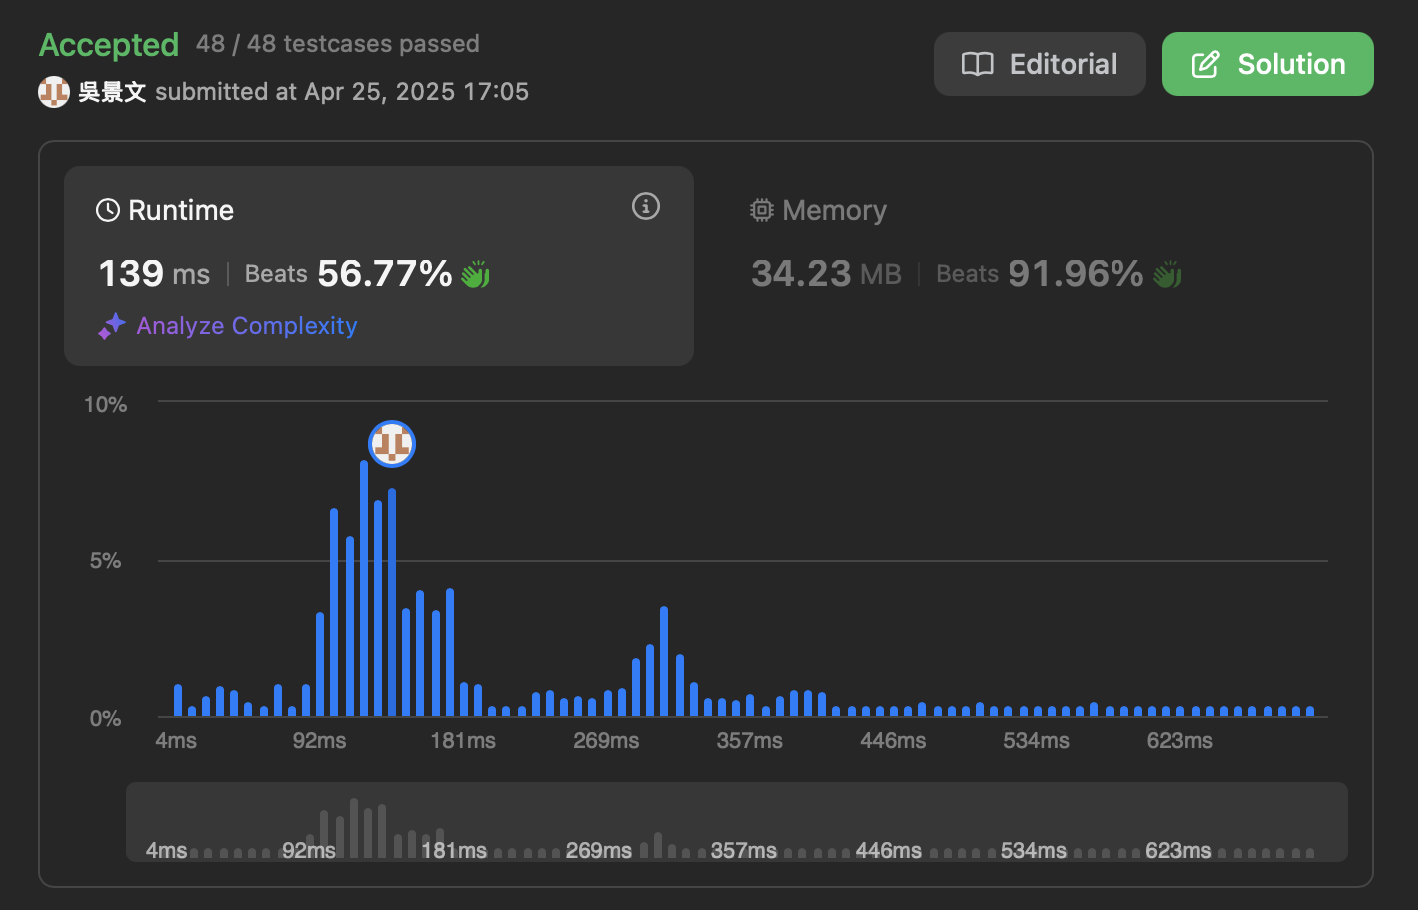 Accepted 48 / 48 testcases passed
吳景文 submitted at Apr 25, 2025 17:05
Editorial
Solution
Runtime
139 ms | Beats 56.77%
Analyze Complexity
Memory
34.23 MB | Beats 91.96%
10%
5%
0%
4ms 92ms 181ms 269ms 357ms 446ms 534ms 623ms
4ms 92ms 181ms 269ms 357ms 446ms 534ms 623ms